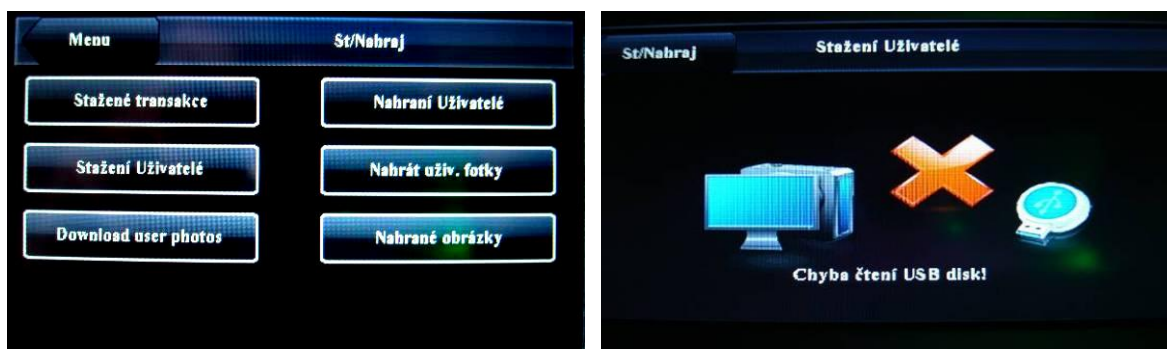 Menu
St/Nahraj
Stažené transakce
Nahraní Uživatelé
Stažení Uživatelé
Nahrát uživ. fotky
Download user photos
Nahrané obrázky
St/Nahraj
Stažení Uživatelé
Chyba čtení USB disk!